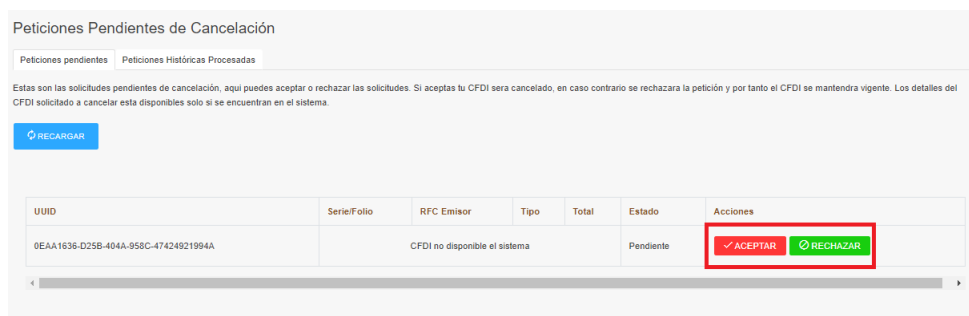 Peticiones Pendientes de Cancelación
Peticiones pendientes Peticiones Históricas Procesadas
Estas son las solicitudes pendientes de cancelación, aqui puedes aceptar o rechazar las solicitudes. Si aceptas tu CFDI sera cancelado, en caso contrario se rechazara la petición y por tanto el CFDI se mantendra vigente. Los detalles del
CFDI solicitado a cancelar esta disponibles solo si se encuentran en el sistema.
RECARGAR
UUID Serie/Folio RFC Emisor Tipo Total Estado Acciones
0EAA1636-D25B-404A-958C-47424921994A CFDI no disponible el sistema Pendiente ACEPTAR RECHAZAR